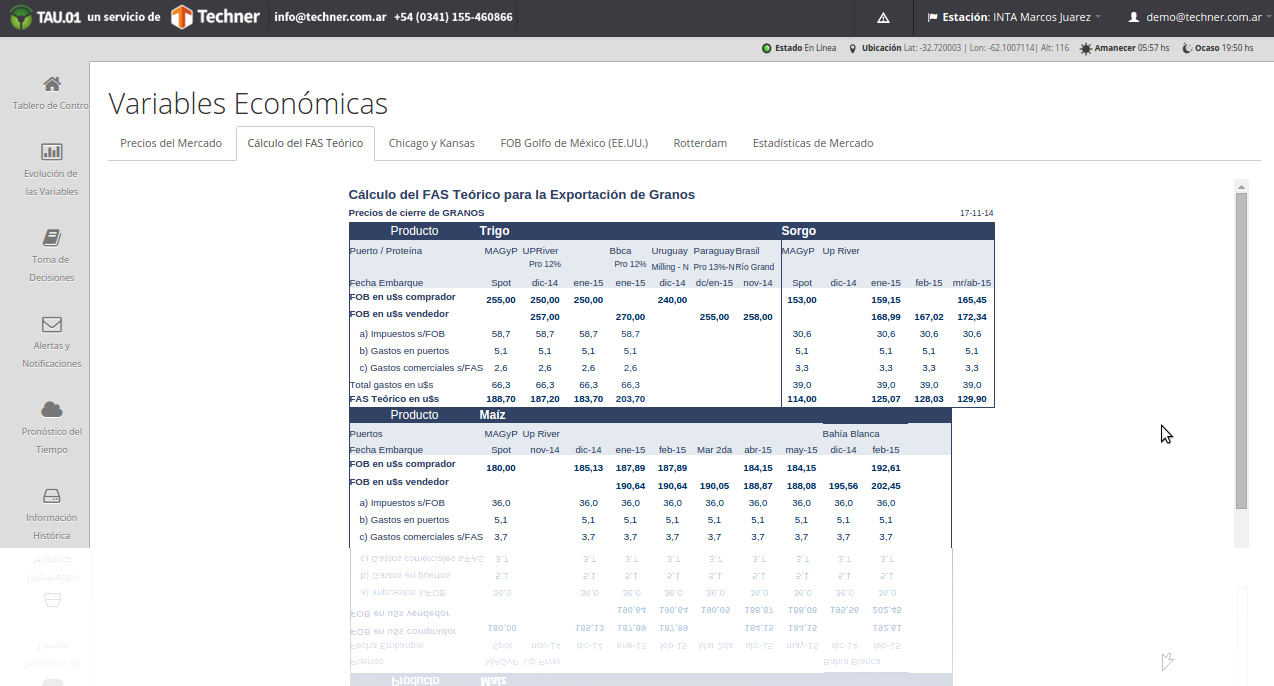 TAU.01 un servicio de Techner info@techner.com.ar +54 (0341) 155-460866 Estación: INTA Marcos Juarez demo@techner.com.ar
Estado En Línea Ubicación Lat: -32.720003 | Lon: -62.1007114| Alt: 116 Amanecer 05:57 hs Ocaso 19:50 hs
Tablero de Contro
Evolución de
las Variables
Toma de
Decisiones
Alertas y
Notificaciones
Pronóstico del
Tiempo
Información
Histórica
Variables Económicas
Precios del Mercado Cálculo del FAS Teórico Chicago y Kansas FOB Golfo de México (EE.UU.) Rotterdam Estadísticas de Mercado
Cálculo del FAS Teórico para la Exportación de Granos
Precios de cierre de GRANOS 17-11-14
Producto Trigo Sorgo
Puerto / Proteína MAGyP UPRiver Bbca Uruguay Paraguay Brasil MAGyP Up River
Pro 12% Pro 12% Milling - N Pro 13%-N Río Grand
Fecha Embarque Spot dic-14 ene-15 ene-15 dic-14 dc/en-15 nov-14 Spot dic-14 ene-15 feb-15 mr/ab-15
FOB en u$s comprador 255,00 250,00 250,00 240,00 153,00 159,15 165,45
FOB en u$s vendedor 257,00 270,00 255,00 258,00 168,99 167,02 172,34
a) Impuestos s/FOB 58,7 58,7 58,7 58,7 30,6 30,6 30,6 30,6
b) Gastos en puertos 5,1 5,1 5,1 5,1 5,1 5,1 5,1 5,1
c) Gastos comerciales s/FAS 2,6 2,6 2,6 2,6 3,3 3,3 3,3 3,3
Total gastos en u$s 66,3 66,3 66,3 66,3 39,0 39,0 39,0 39,0
FAS Teórico en u$s 188,70 187,20 183,70 203,70 114,00 125,07 128,03 129,90
Producto Maíz
Puertos MAGyP Up River Bahía Blanca
Fecha Embarque Spot nov-14 dic-14 ene-15 feb-15 Mar 2da abr-15 may-15 dic-14 feb-15
FOB en u$s comprador 180,00 185,13 187,89 187,89 184,15 184,15 192,61
FOB en u$s vendedor 190,64 190,64 190,05 188,87 188,08 195,56 202,45
a) Impuestos s/FOB 36,0 36,0 36,0 36,0 36,0 36,0 36,0 36,0 36,0
b) Gastos en puertos 5,1 5,1 5,1 5,1 5,1 5,1 5,1 5,1 5,1
c) Gastos comerciales s/FAS 3,7 3,7 3,7 3,7 3,7 3,7 3,7 3,7 3,7